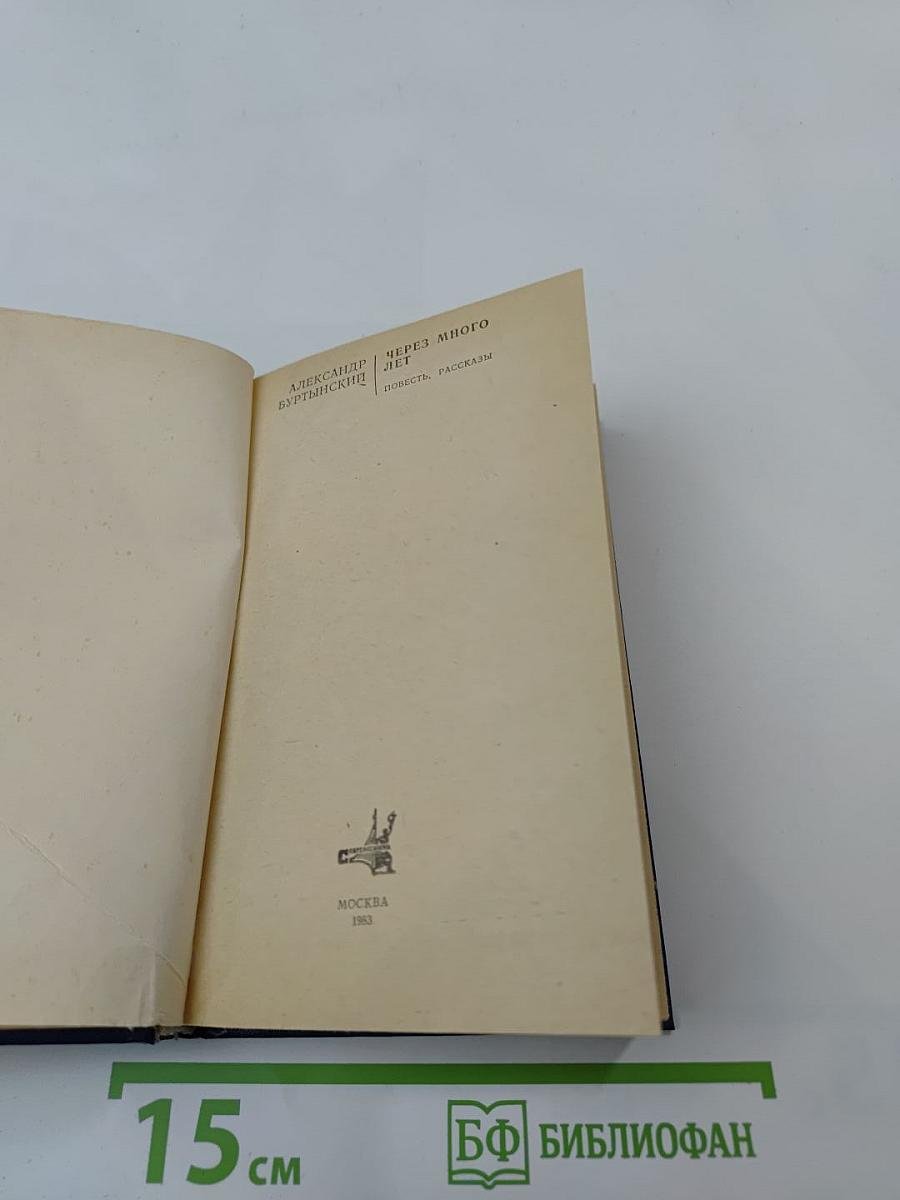 АЛЕКСАНДР
БУРТЫНСКИЙ
ЧЕРЕЗ МНОГО
ЛЕТ
ПОВЕСТЬ, РАССКАЗЫ
МОСКВА
1983
15 см
БФ БИБЛИОФАН